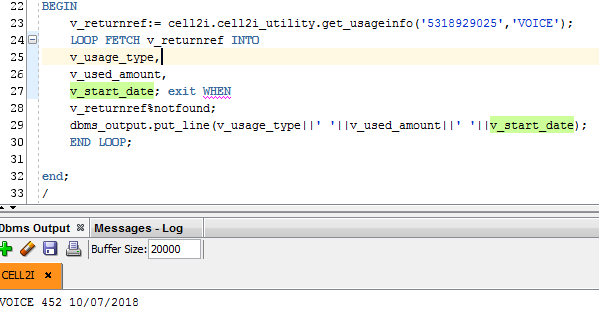 22 BEGIN
23 v_returnref:= cell2i.cell2i_utility.get_usageinfo('5318929025','VOICE');
24 LOOP FETCH v_returnref INTO
25 v_usage_type,
26 v_used_amount,
27 v_start_date; exit WHEN
28 v_returnref%notfound;
29 dbms_output.put_line(v_usage_type||' '||v_used_amount||' '||v_start_date);
30 END LOOP;
31
32 end;
33 /
Dbms Output × Messages - Log
Buffer Size: 20000
CELL2I ×
VOICE 452 10/07/2018